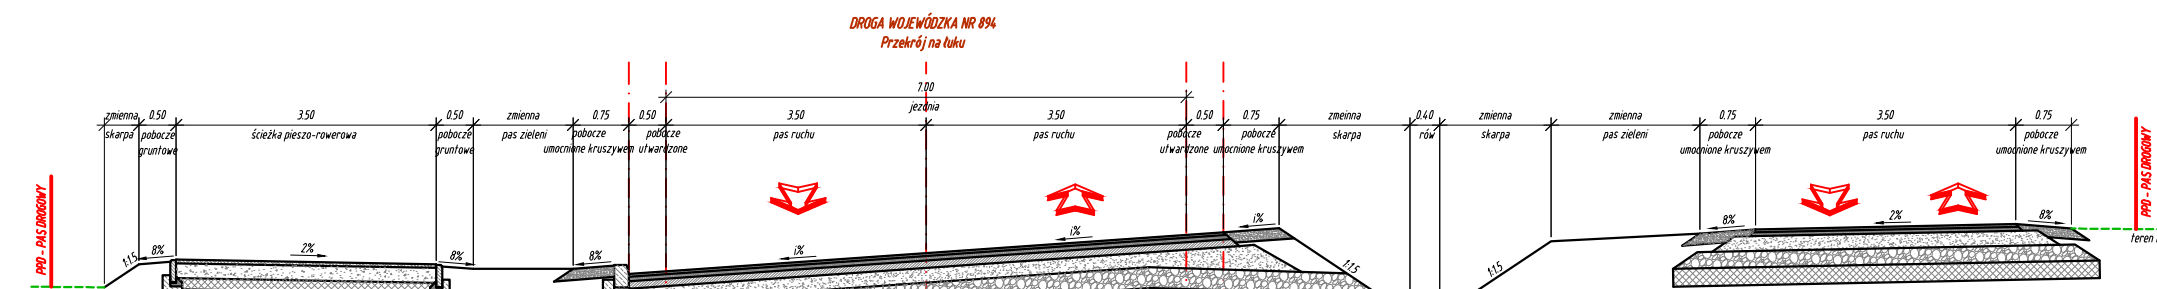 DROGA WOJEWÓDZKA NR 894
Przekrój na łuku
7.00
jezdnia
zmienna 0.50 3.50 0.50 zmienna 0.75 0.50 3.50 3.50 0.50 0.75 zmeinna 0.40 zmienna zmienna 0.75 3.50 0.75
skarpa pobocze ścieżka pieszo-rowerowa pobocze pas zieleni pobocze pobocze pas ruchu pas ruchu pobocze pobocze skarpa rów skarpa pas zieleni pobocze pas ruchu pobocze
gruntowe gruntowe umocnione kruszywem utwardzone utwardzone umocnione kruszywem umocnione kruszywem umocnione kruszywem
PPD - PAS DROGOWY
PPD - PAS DROGOWY
1:1.5 8% 2% 8% 8% i% i% i% 1:1.5 1:1.5 8% 2% 8%
teren